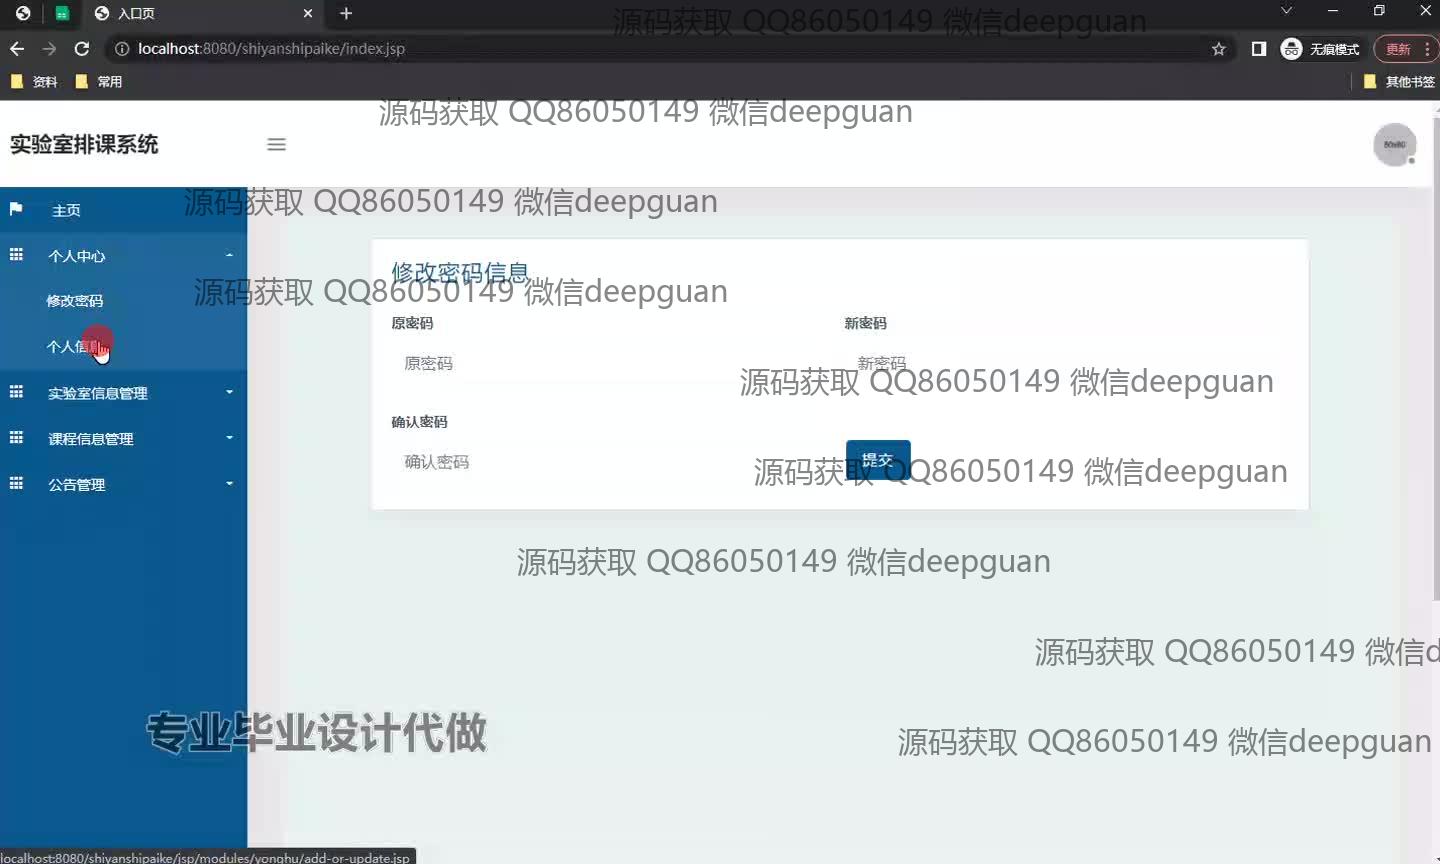 入口页
源码获取 QQ86050149 微信deepguan
localhost:8080/shiyanshipaike/index.jsp
无痕模式
更新
资料
常用
其他书签
源码获取 QQ86050149 微信deepguan
实验室排课系统
主页
源码获取 QQ86050149 微信deepguan
个人中心
修改密码信息
修改密码
源码获取 QQ86050149 微信deepguan
原密码
新密码
个人信息
原密码
新密码
源码获取 QQ86050149 微信deepguan
实验室信息管理
确认密码
课程信息管理
确认密码
提交
源码获取 QQ86050149 微信deepguan
公告管理
源码获取 QQ86050149 微信deepguan
源码获取 QQ86050149 微信d
专业毕业设计代做
源码获取 QQ86050149 微信deepguan
localhost:8080/shiyanshipaike/jsp/modules/yonghu/add-or-update.jsp